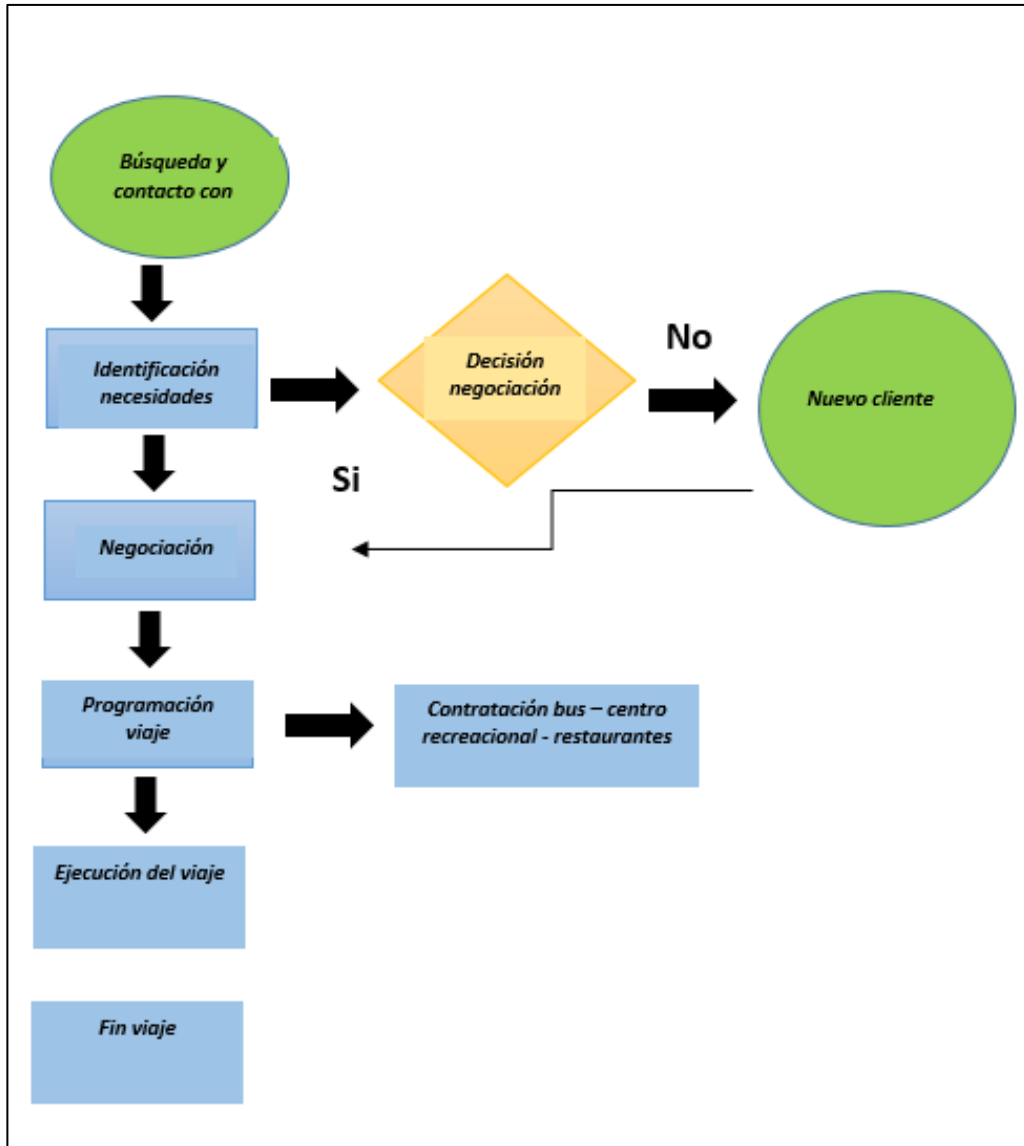 Búsqueda y
contacto con
Identificación
necesidades
Decisión
negociación
No
Nuevo cliente
Si
Negociación
Programación
viaje
Contratación bus – centro
recreacional - restaurantes
Ejecución del viaje
Fin viaje